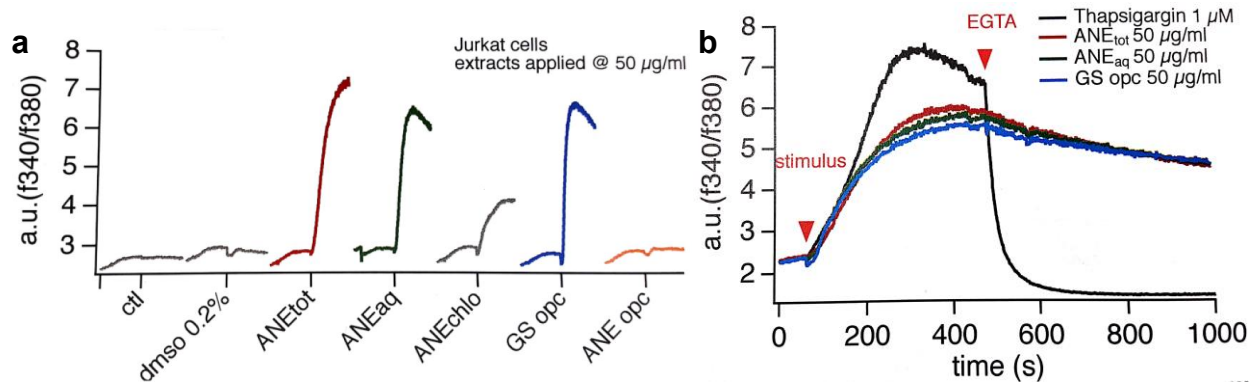 a
a.u.(f340/f380)
8
7
6
5
4
3
Jurkat cells
extracts applied @ 50 µg/ml
ctl
dmso 0.2%
ANEtot
ANEaq
ANEchlo
GS opc
ANE opc
b
a.u.(f340/f380)
8
7
6
5
4
3
2
stimulus
EGTA
Thapsigargin 1 µM
ANEtot 50 µg/ml
ANEaq 50 µg/ml
GS opc 50 µg/ml
0
200
400
600
800
1000
time (s)